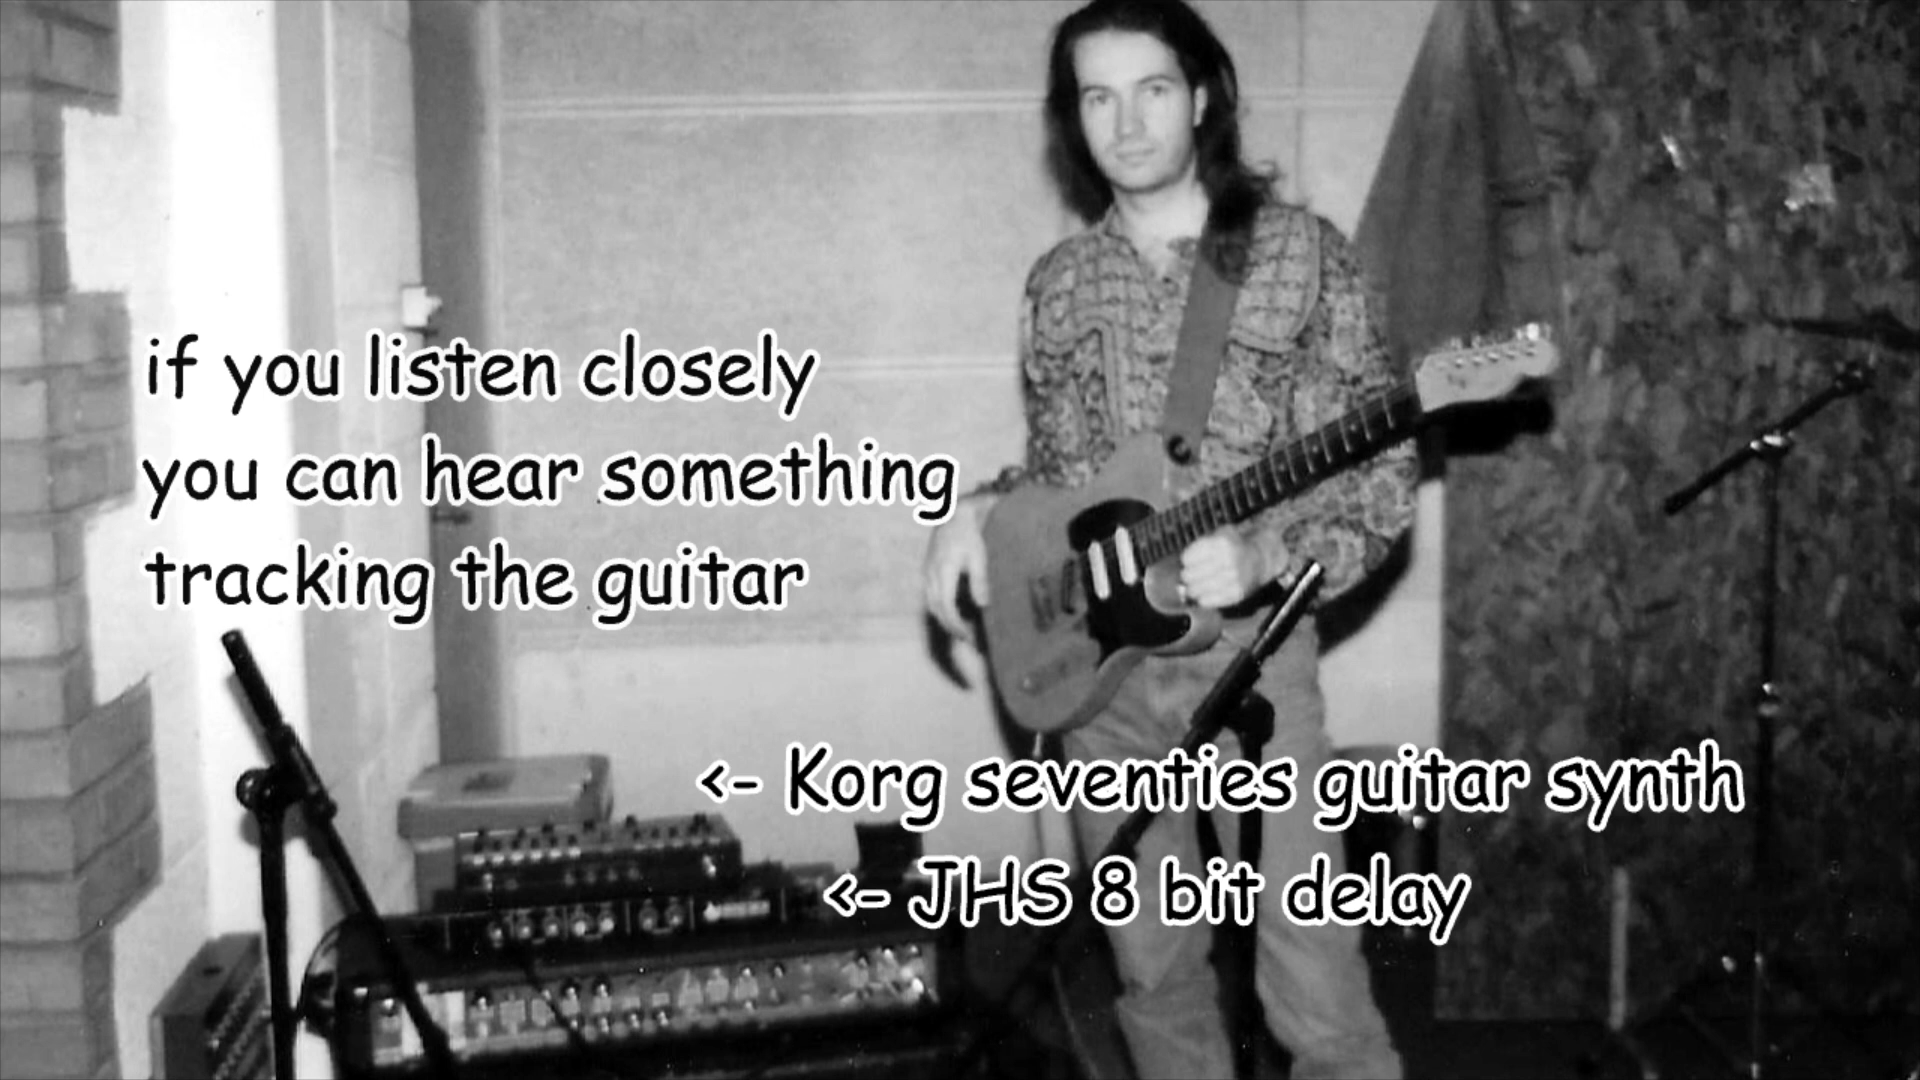 if you listen closely
you can hear something
tracking the guitar
<- Korg seventies guitar synth
<- JHS 8 bit delay